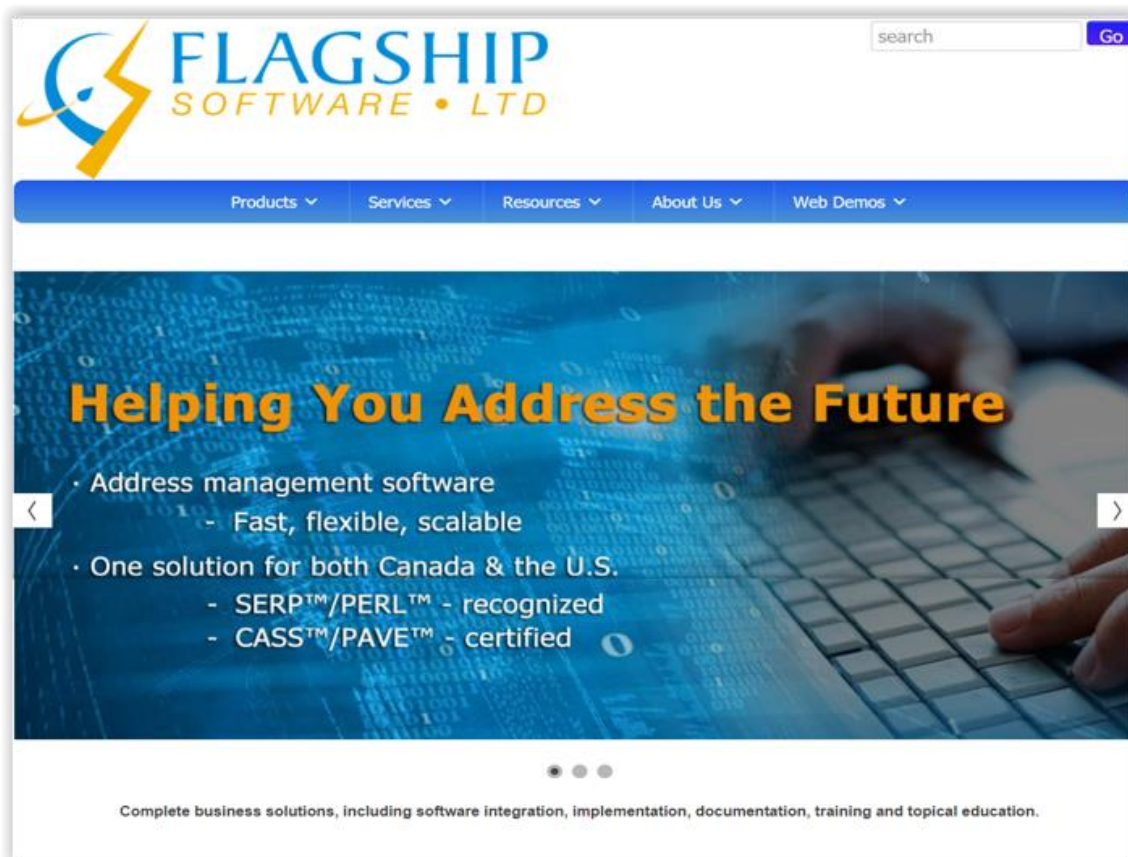 FLAGSHIP
SOFTWARE • LTD
search
Go
Products
Services
Resources
About Us
Web Demos
Helping You Address the Future
· Address management software
- Fast, flexible, scalable
· One solution for both Canada & the U.S.
- SERP™/PERL™ - recognized
- CASS™/PAVE™ - certified
Complete business solutions, including software integration, implementation, documentation, training and topical education.